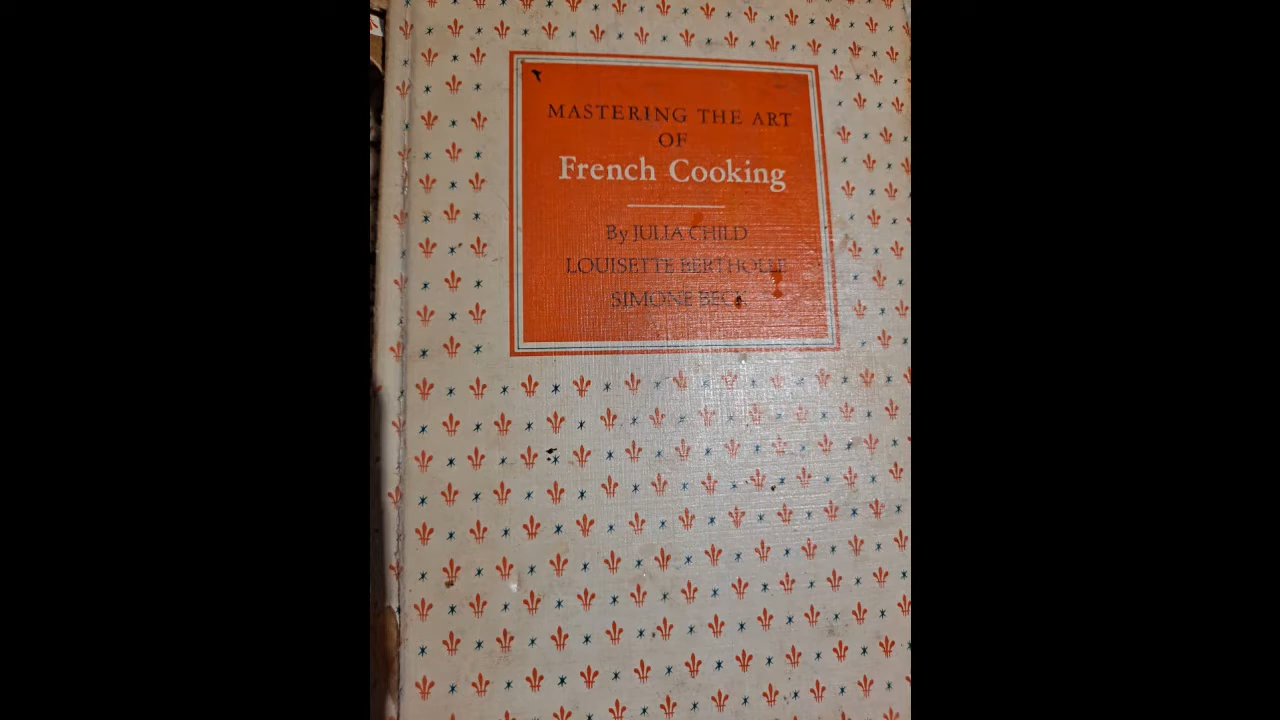 MASTERING THE ART
OF
French Cooking
By JULIA CHILD
LOUISETTE BERTHOLLE
SIMONE BECK